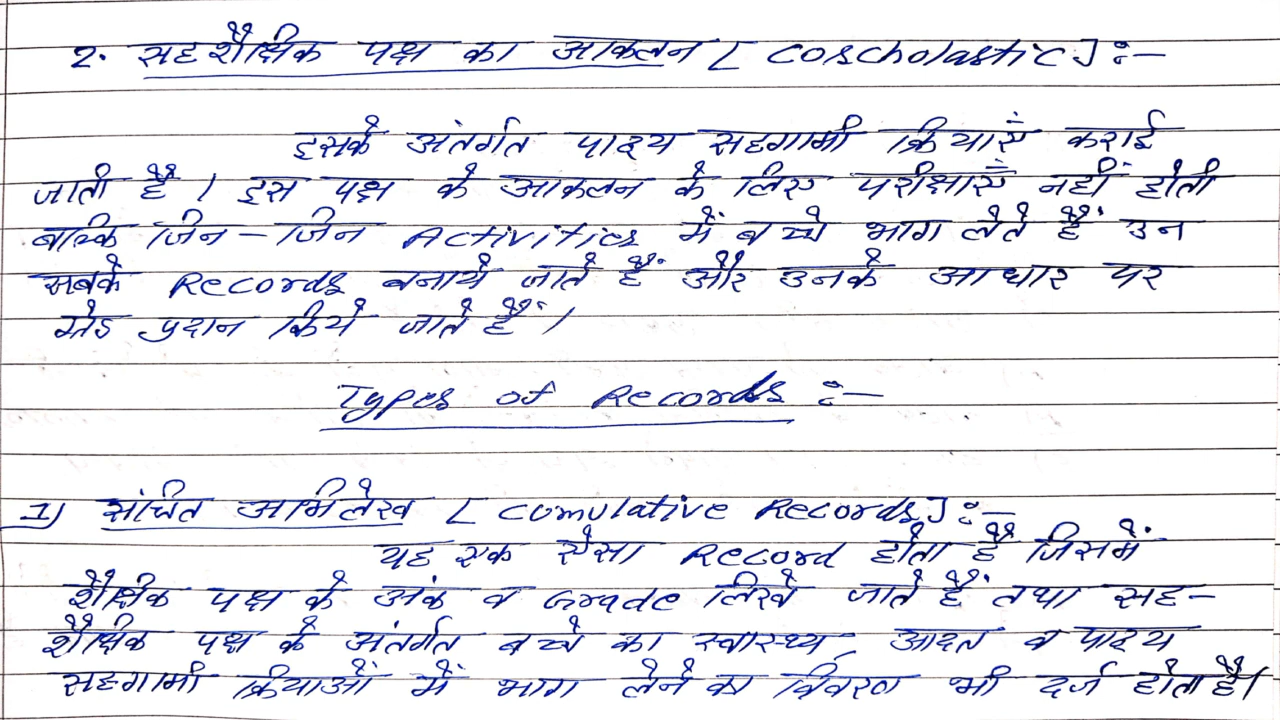 2. सहशैक्षिक पक्ष का आकलन [ Coscholastic ] :-
इसके अंतर्गत पाठ्य सहगामी क्रियाएँ कराई
जाती है। इस पक्ष के आकलन के लिए परीक्षाएँ नहीं होती
बल्कि जिन-जिन Activities में बच्चे भाग लेते हैं उन
सबके Records बनाये जाते हैं और उनके आधार पर
ग्रेड प्रदान किये जाते हैं।
Types of Records :-
1) संचित अभिलेख [ Cumulative Records ] :-
यह एक ऐसा Record होता है जिसमें
शैक्षिक पक्ष के अंक व Grade लिखे जाते हैं तथा सह-
शैक्षिक पक्ष के अंतर्गत बच्चे का स्वास्थ्य, आदत व पाठ्य
सहगामी क्रियाओं में भाग लेने का विवरण भी दर्ज होता है।